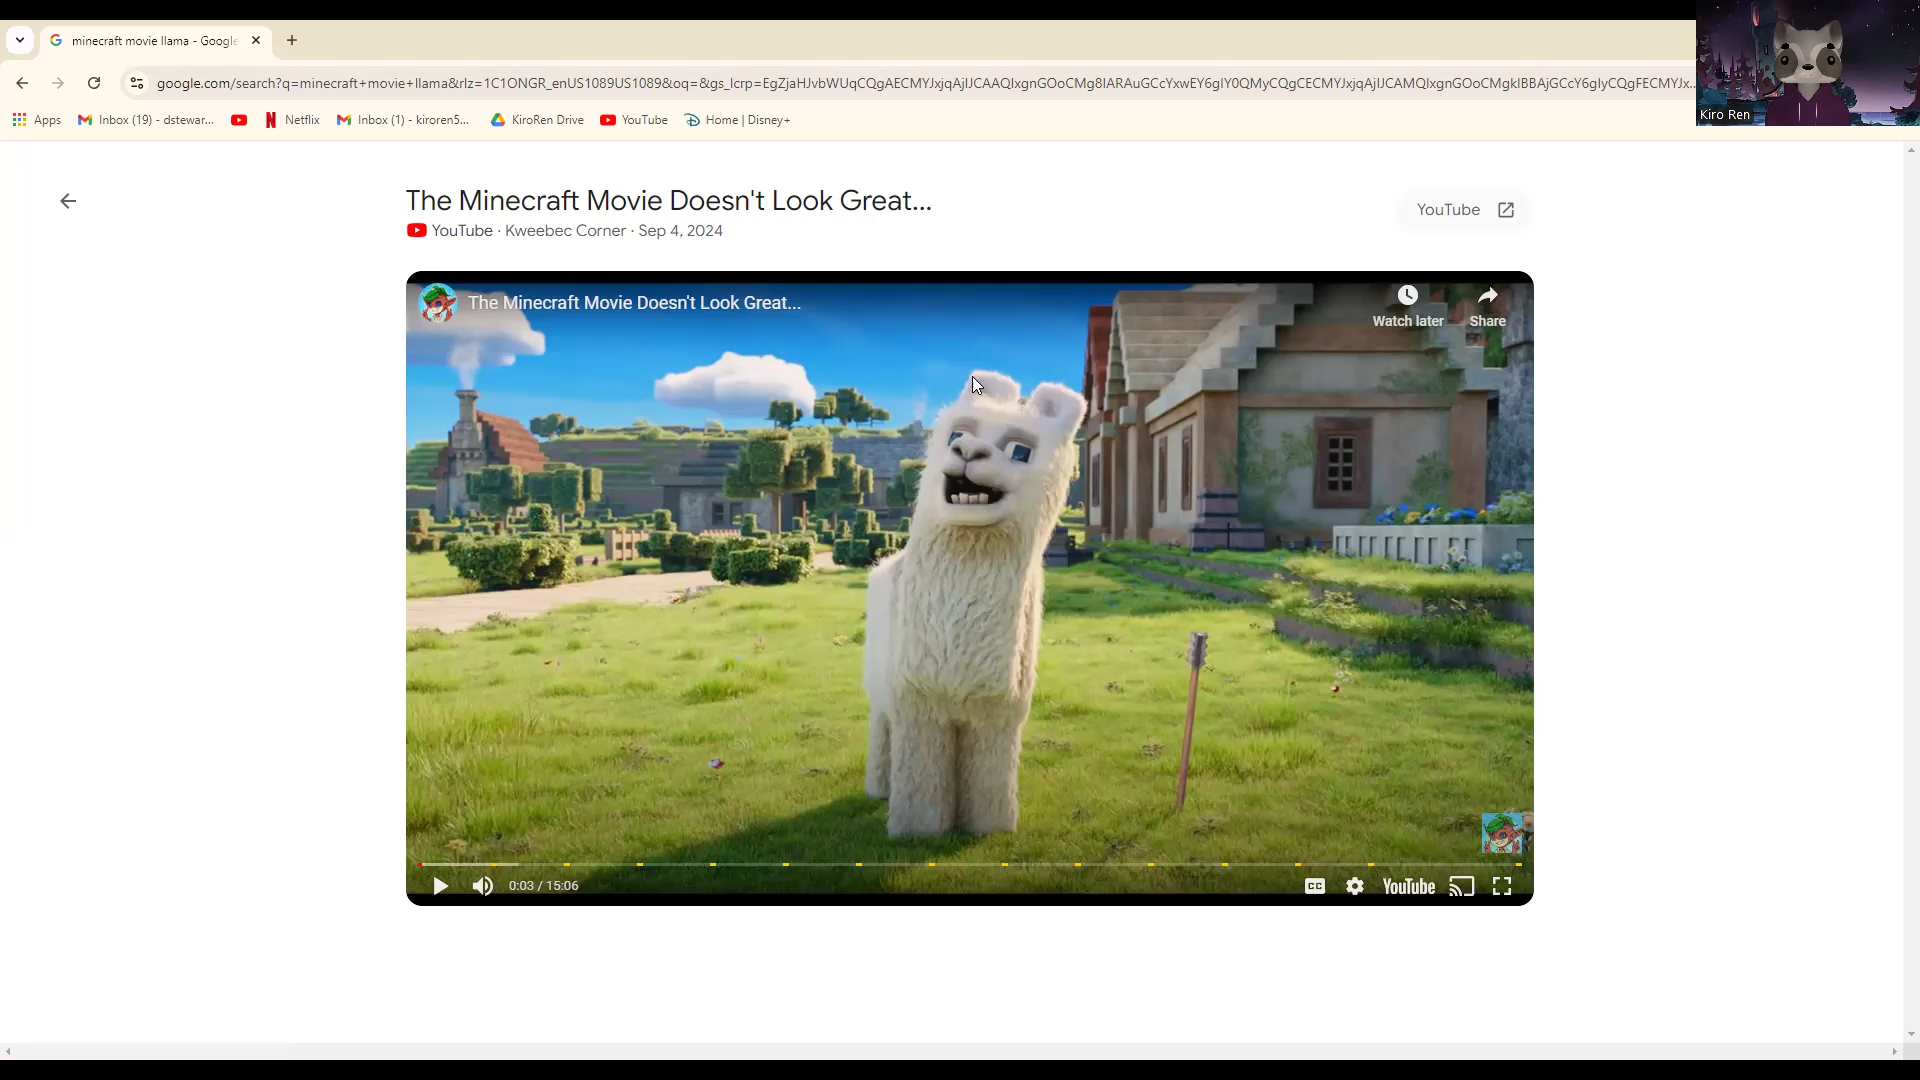 minecraft movie llama - Google
google.com/search?q=minecraft+movie+llama&rlz=1C1ONGR_enUS1089US1089&oq=&gs_lcrp=
Apps
Inbox (19) - dstewar...
Netflix
Inbox (1) - kiroren5...
KiroRen Drive
YouTube
Home | Disney+
Kiro Ren
The Minecraft Movie Doesn't Look Great...
YouTube · Kweebec Corner · Sep 4, 2024
YouTube
The Minecraft Movie Doesn't Look Great...
Watch later
Share
0:03 / 15:06
CC
YouTube